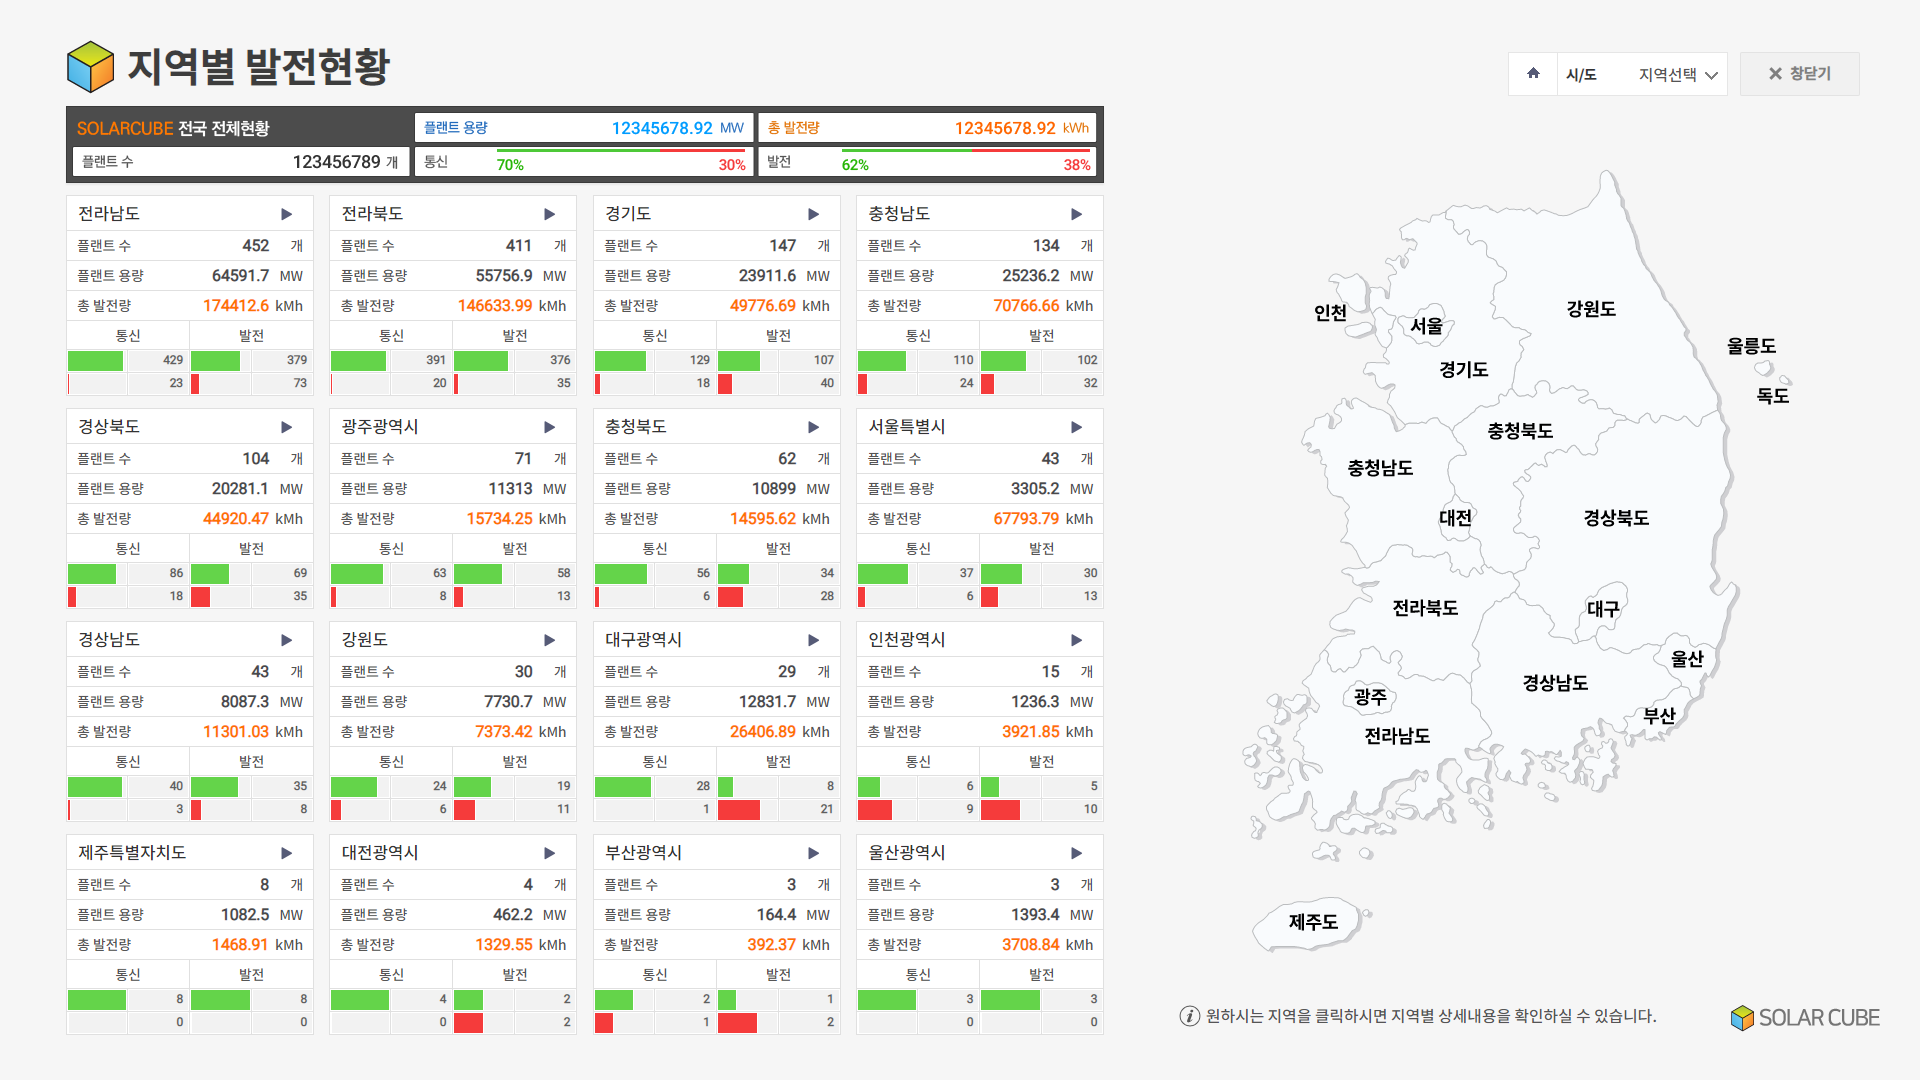 지역별 발전현황
시/도 지역선택
창닫기
SOLARCUBE 전국 전체현황
플랜트 용량 12345678.92 MW
총 발전량 12345678.92 kWh
플랜트 수 123456789 개
통신 70% 30%
발전 62% 38%
전라남도
플랜트 수 452 개
플랜트 용량 64591.7 MW
총 발전량 174412.6 kMh
통신 발전
429 379
23 73
전라북도
플랜트 수 411 개
플랜트 용량 55756.9 MW
총 발전량 146633.99 kMh
통신 발전
391 376
20 35
경기도
플랜트 수 147 개
플랜트 용량 23911.6 MW
총 발전량 49776.69 kMh
통신 발전
129 107
18 40
충청남도
플랜트 수 134 개
플랜트 용량 25236.2 MW
총 발전량 70766.66 kMh
통신 발전
110 102
24 32
경상북도
플랜트 수 104 개
플랜트 용량 20281.1 MW
총 발전량 44920.47 kMh
통신 발전
86 69
18 35
광주광역시
플랜트 수 71 개
플랜트 용량 11313 MW
총 발전량 15734.25 kMh
통신 발전
63 58
8 13
충청북도
플랜트 수 62 개
플랜트 용량 10899 MW
총 발전량 14595.62 kMh
통신 발전
56 34
6 28
서울특별시
플랜트 수 43 개
플랜트 용량 3305.2 MW
총 발전량 67793.79 kMh
통신 발전
37 30
6 13
경상남도
플랜트 수 43 개
플랜트 용량 8087.3 MW
총 발전량 11301.03 kMh
통신 발전
40 35
3 8
강원도
플랜트 수 30 개
플랜트 용량 7730.7 MW
총 발전량 7373.42 kMh
통신 발전
24 19
6 11
대구광역시
플랜트 수 29 개
플랜트 용량 12831.7 MW
총 발전량 26406.89 kMh
통신 발전
28 8
1 21
인천광역시
플랜트 수 15 개
플랜트 용량 1236.3 MW
총 발전량 3921.85 kMh
통신 발전
6 5
9 10
제주특별자치도
플랜트 수 8 개
플랜트 용량 1082.5 MW
총 발전량 1468.91 kMh
통신 발전
8 8
0 0
대전광역시
플랜트 수 4 개
플랜트 용량 462.2 MW
총 발전량 1329.55 kMh
통신 발전
4 2
0 2
부산광역시
플랜트 수 3 개
플랜트 용량 164.4 MW
총 발전량 392.37 kMh
통신 발전
2 1
1 2
울산광역시
플랜트 수 3 개
플랜트 용량 1393.4 MW
총 발전량 3708.84 kMh
통신 발전
3 3
0 0
강원도
인천
서울
울릉도
경기도
독도
충청북도
충청남도
대전
경상북도
전라북도
대구
울산
경상남도
광주
부산
전라남도
제주도
원하시는 지역을 클릭하시면 지역별 상세내용을 확인하실 수 있습니다.
SOLAR CUBE